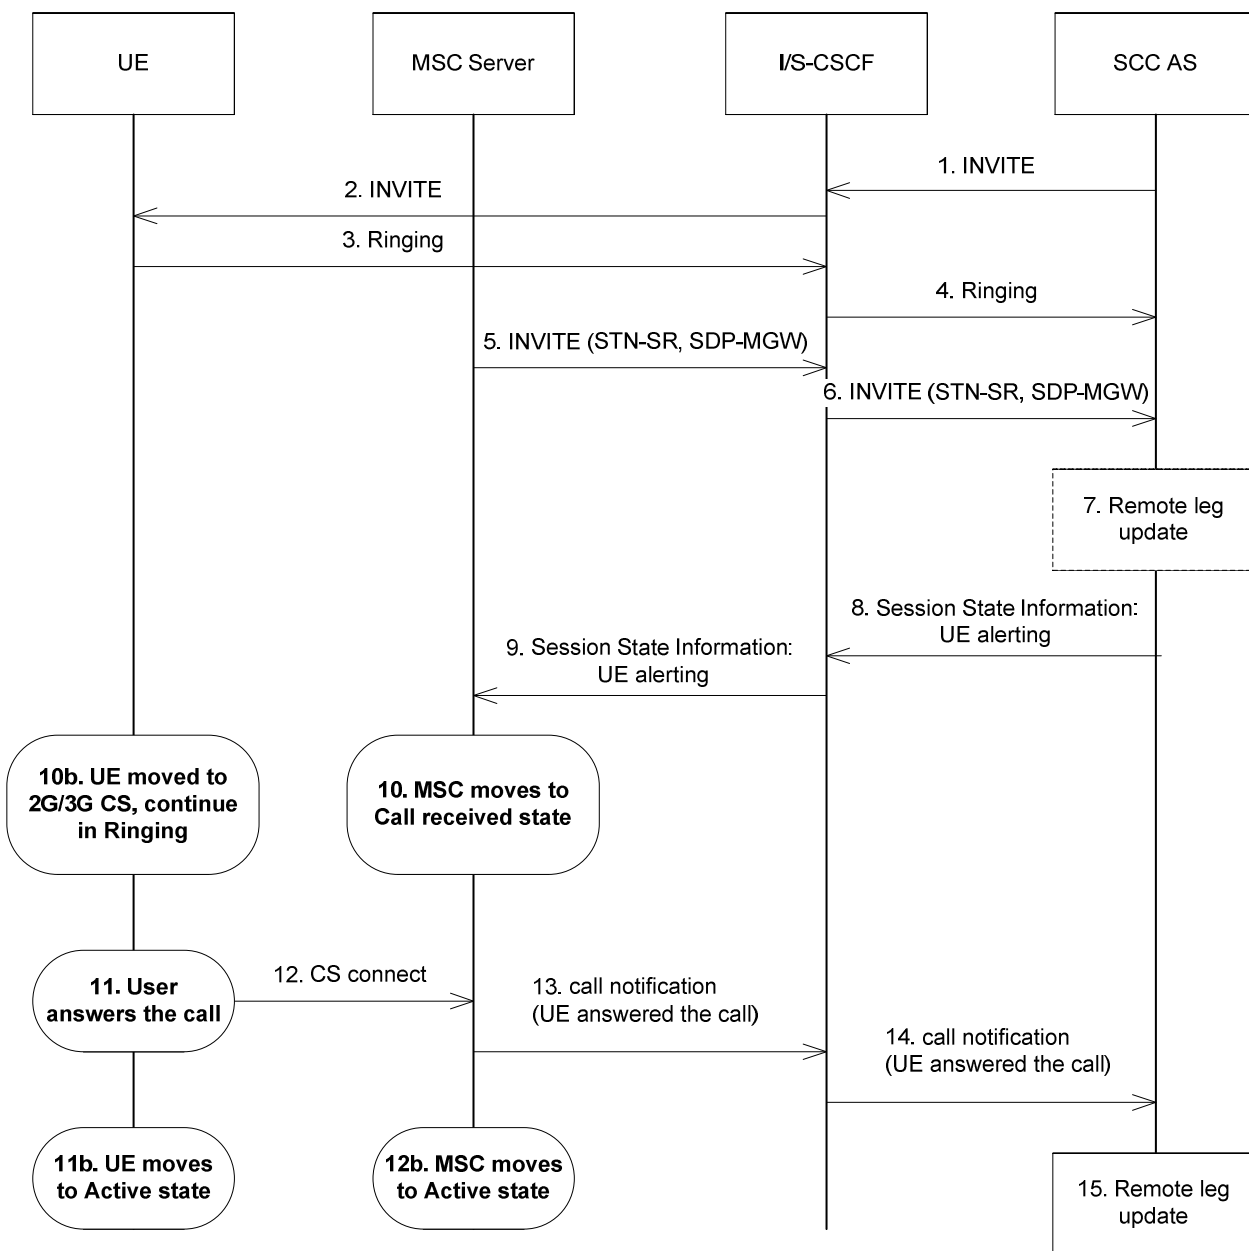 UE
MSC Server
I/S-CSCF
SCC AS
1. INVITE
2. INVITE
3. Ringing
4. Ringing
5. INVITE (STN-SR, SDP-MGW)
6. INVITE (STN-SR, SDP-MGW)
7. Remote leg
update
8. Session State Information:
UE alerting
9. Session State Information:
UE alerting
10b. UE moved to
2G/3G CS, continue
in Ringing
10. MSC moves to
Call received state
11. User
answers the call
12. CS connect
13. call notification
(UE answered the call)
14. call notification
(UE answered the call)
11b. UE moves
to Active state
12b. MSC moves
to Active state
15. Remote leg
update